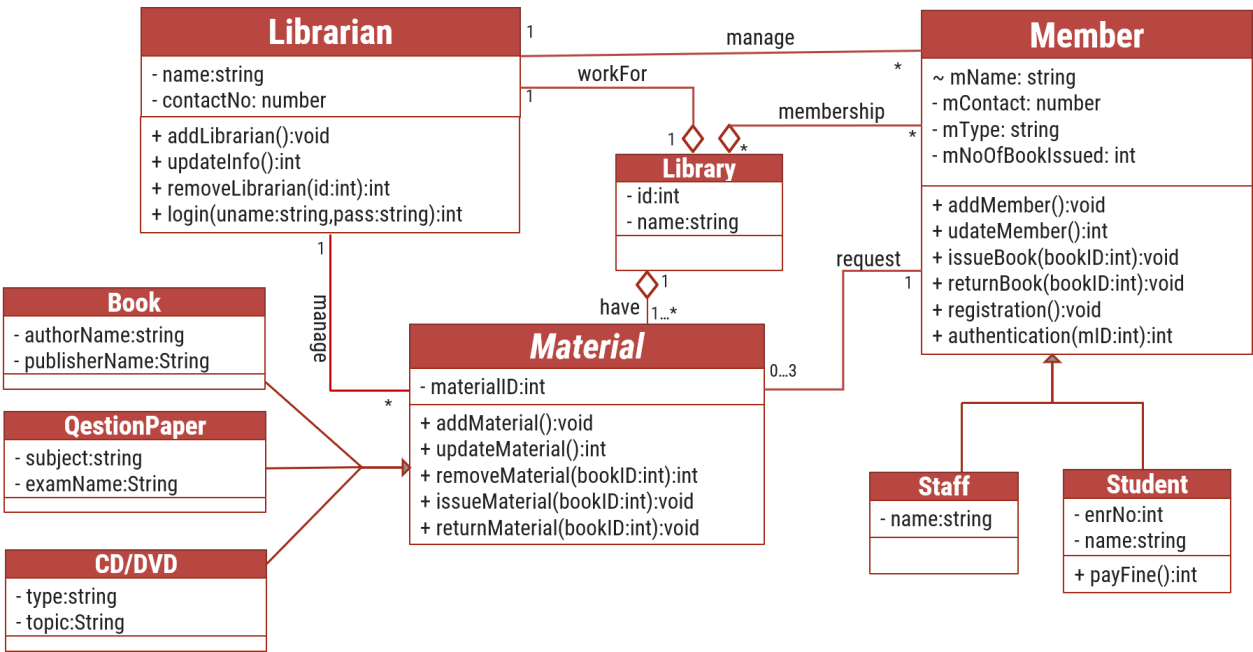 Librarian
- name:string
- contactNo: number
+ addLibrarian():void
+ updateInfo():int
+ removeLibrarian(id:int):int
+ login(uname:string,pass:string):int
1
manage
*
workFor
1
1
membership
*
*
Member
~ mName: string
- mContact: number
- mType: string
- mNoOfBookIssued: int
+ addMember():void
+ udateMember():int
+ issueBook(bookID:int):void
+ returnBook(bookID:int):void
+ registration():void
+ authentication(mID:int):int
Library
- id:int
- name:string
1
have
1...*
request
1
0...3
1
manage
*
Book
- authorName:string
- publisherName:String
QestionPaper
- subject:string
- examName:String
CD/DVD
- type:string
- topic:String
Material
- materialID:int
+ addMaterial():void
+ updateMaterial():int
+ removeMaterial(bookID:int):int
+ issueMaterial(bookID:int):void
+ returnMaterial(bookID:int):void
Staff
- name:string
Student
- enrNo:int
- name:string
+ payFine():int